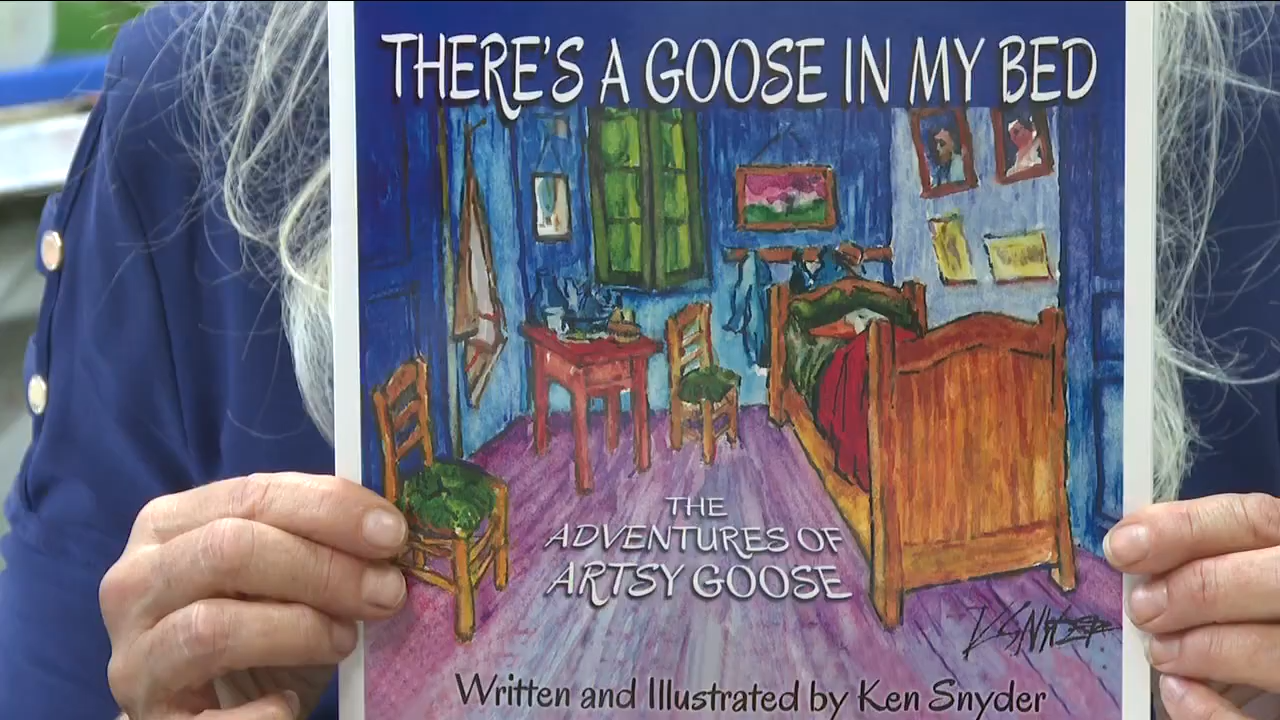 THERE'S A GOOSE IN MY BED
THE
ADVENTURES OF
ARTSY GOOSE
Written and Illustrated by Ken Snyder